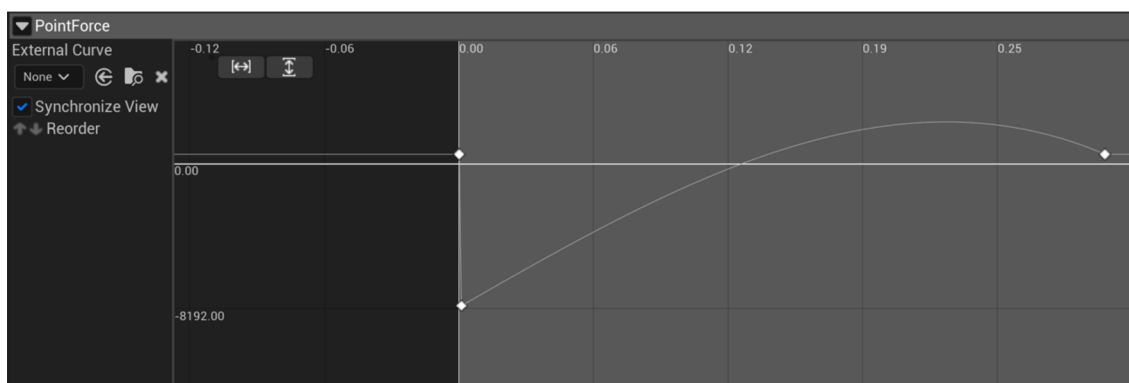 PointForce
External Curve
None
Synchronize View
Reorder
-0.12 -0.06 0.00 0.06 0.12 0.19 0.25
0.00
-8192.00